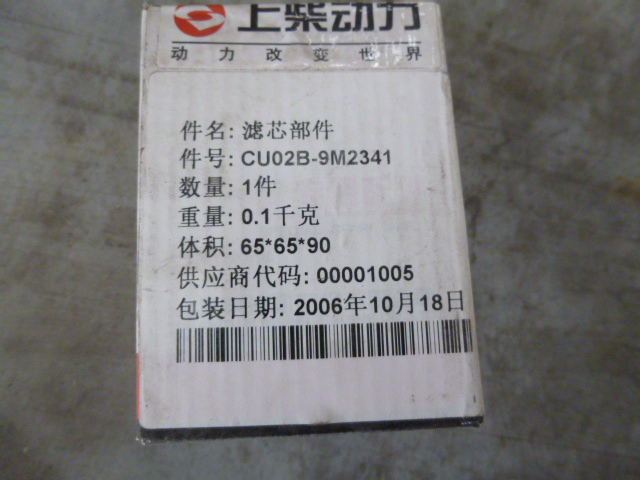 上柴动力
动力改变世界
件名: 滤芯部件
件号: CU02B-9M2341
数量: 1件
重量: 0.1千克
体积: 65*65*90
供应商代码: 00001005
包装日期: 2006年10月18日